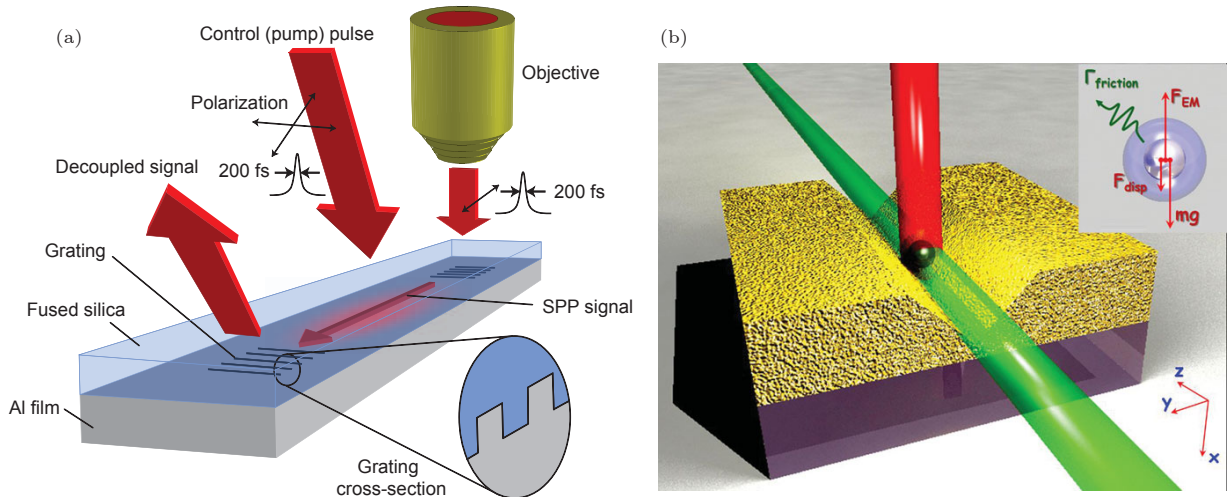 (a)
Control (pump) pulse
Objective
Polarization
Decoupled signal
200 fs
200 fs
Grating
Fused silica
SPP signal
Al film
Grating
cross-section
(b)
Γfriction
FEM
Fdisp
mg
z
y
x